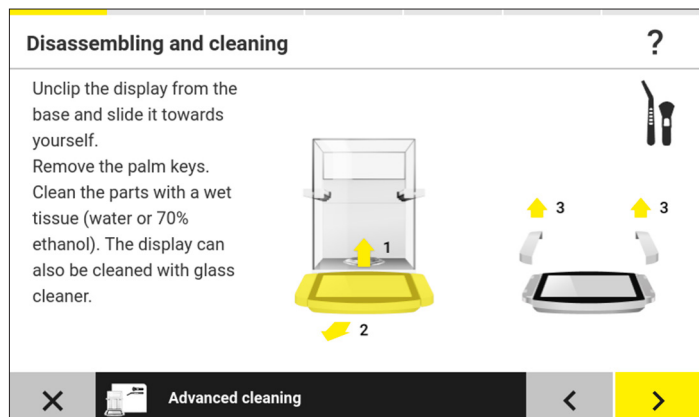 Disassembling and cleaning
?
Unclip the display from the
base and slide it towards
yourself.
Remove the palm keys.
Clean the parts with a wet
tissue (water or 70%
ethanol). The display can
also be cleaned with glass
cleaner.
1
2
3
3
Advanced cleaning